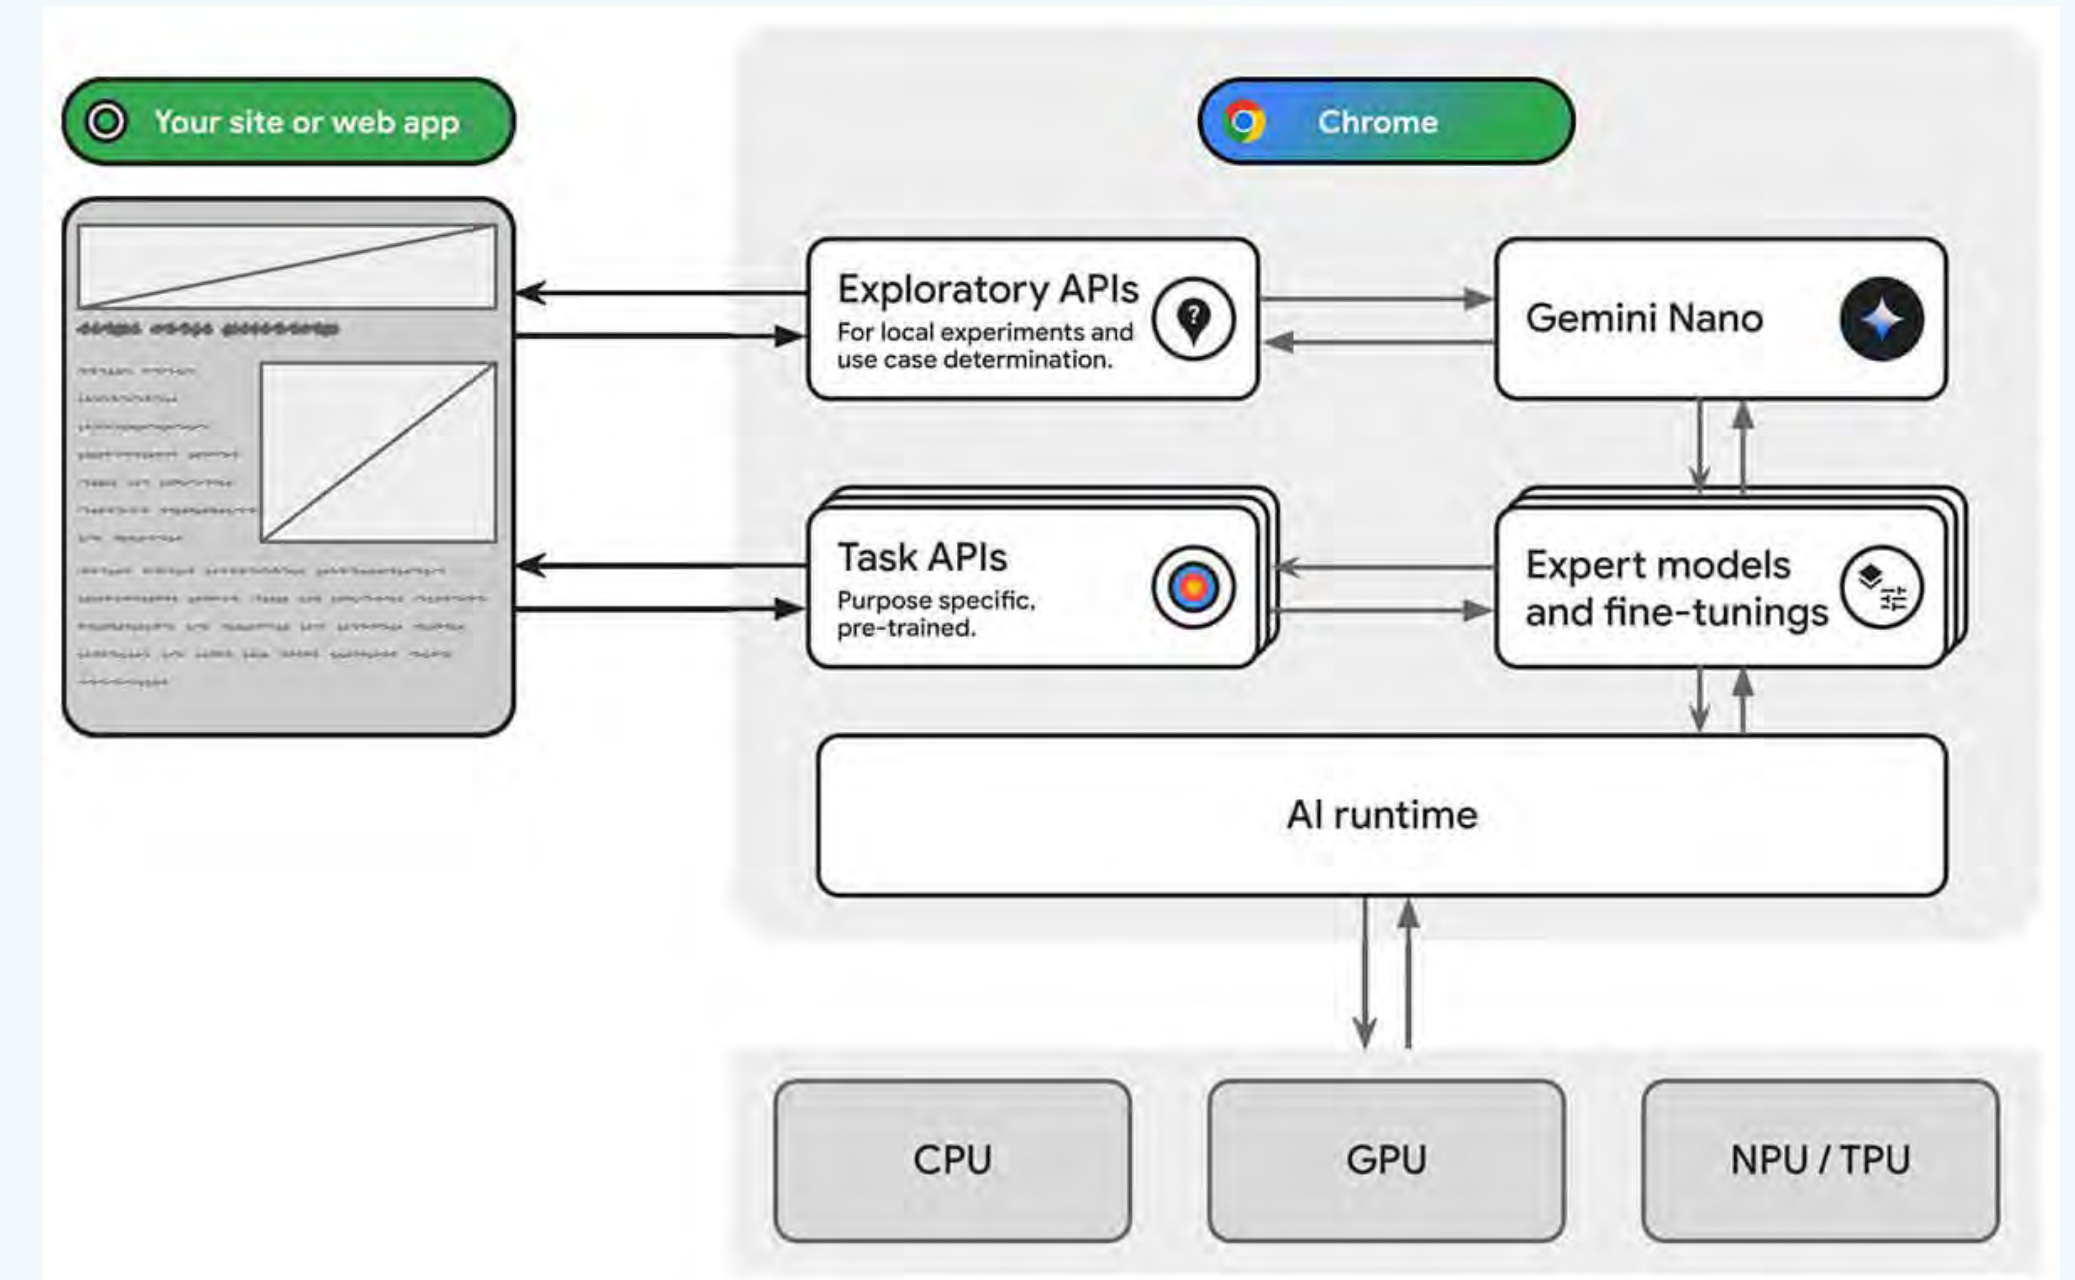 Your site or web app
Chrome
Exploratory APIs
For local experiments and
use case determination.
?
Gemini Nano
Task APIs
Purpose specific,
pre-trained.
Expert models
and fine-tunings
AI runtime
CPU
GPU
NPU / TPU